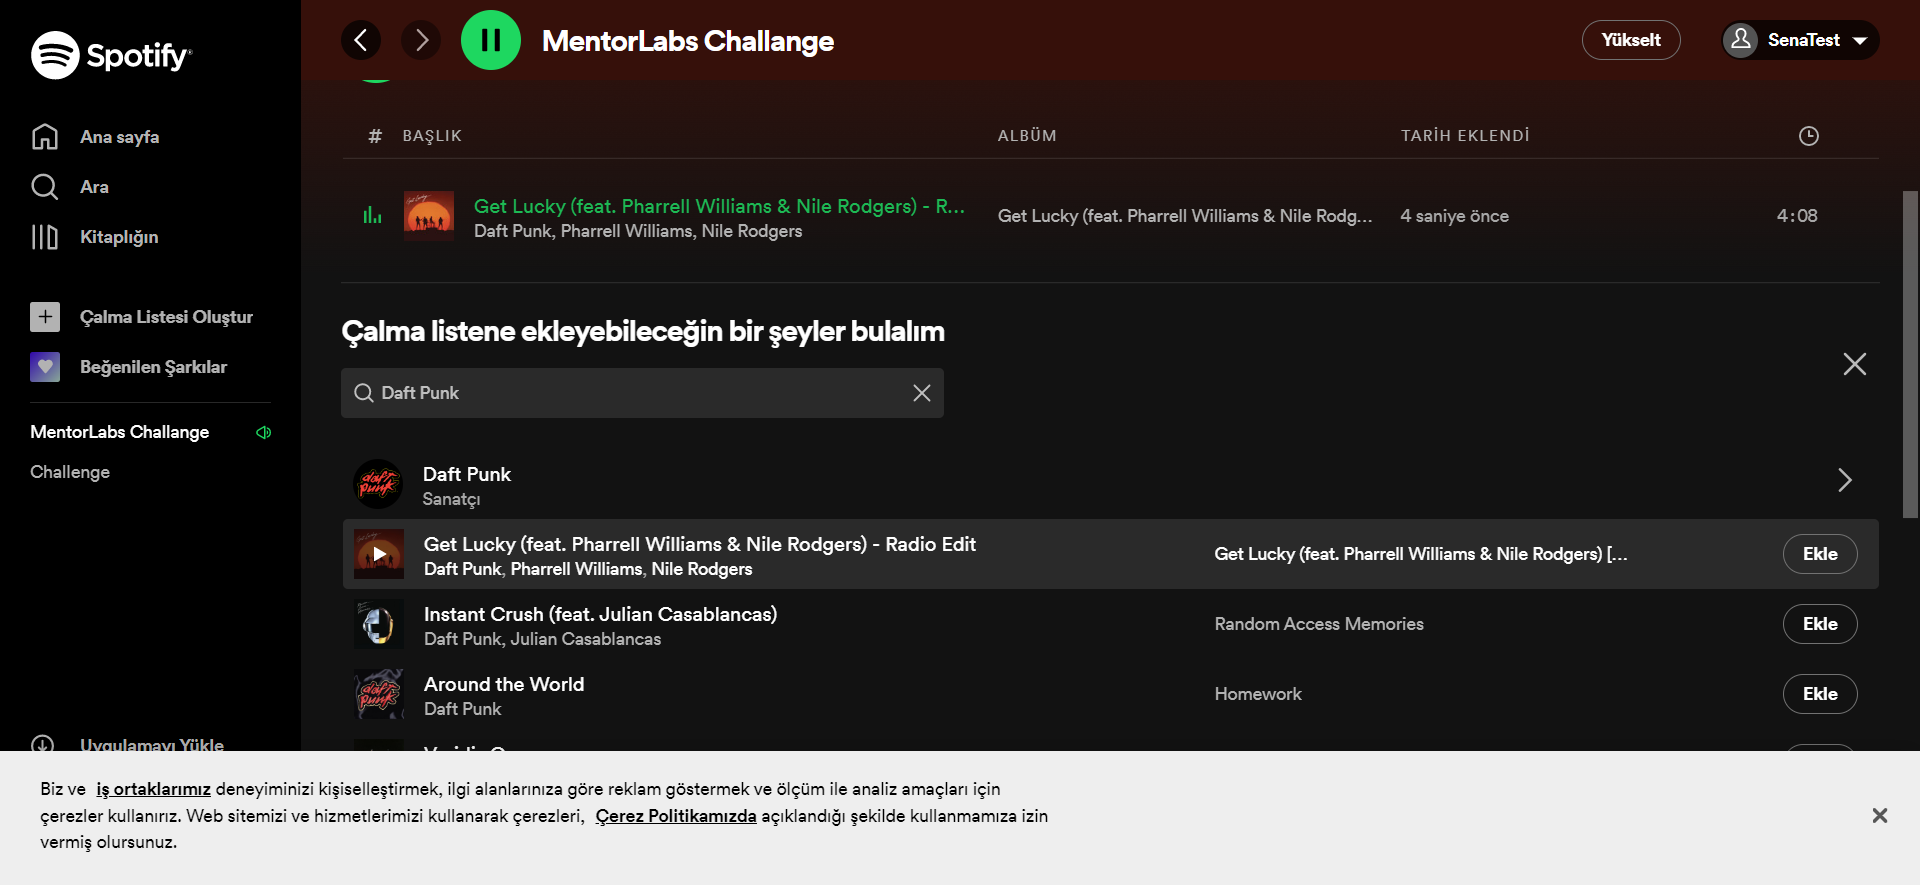 Spotify
MentorLabs Challange
Yükselt
SenaTest
Ana sayfa
Ara
Kitaplığın
Çalma Listesi Oluştur
Beğenilen Şarkılar
MentorLabs Challange
Challenge
Uygulamayı Yükle
# BAŞLIK ALBÜM TARİH EKLENDİ
Get Lucky (feat. Pharrell Williams & Nile Rodgers) - R...
Daft Punk, Pharrell Williams, Nile Rodgers
Get Lucky (feat. Pharrell Williams & Nile Rodg...
4 saniye önce
4:08
Çalma listene ekleyebileceğin bir şeyler bulalım
Daft Punk
Daft Punk
Sanatçı
Get Lucky (feat. Pharrell Williams & Nile Rodgers) - Radio Edit
Daft Punk, Pharrell Williams, Nile Rodgers
Get Lucky (feat. Pharrell Williams & Nile Rodgers) [...
Ekle
Instant Crush (feat. Julian Casablancas)
Daft Punk, Julian Casablancas
Random Access Memories
Ekle
Around the World
Daft Punk
Homework
Ekle
Biz ve iş ortaklarımız deneyiminizi kişiselleştirmek, ilgi alanlarınıza göre reklam göstermek ve ölçüm ile analiz amaçları için
çerezler kullanırız. Web sitemizi ve hizmetlerimizi kullanarak çerezleri, Çerez Politikamızda açıklandığı şekilde kullanmamıza izin
vermiş olursunuz.